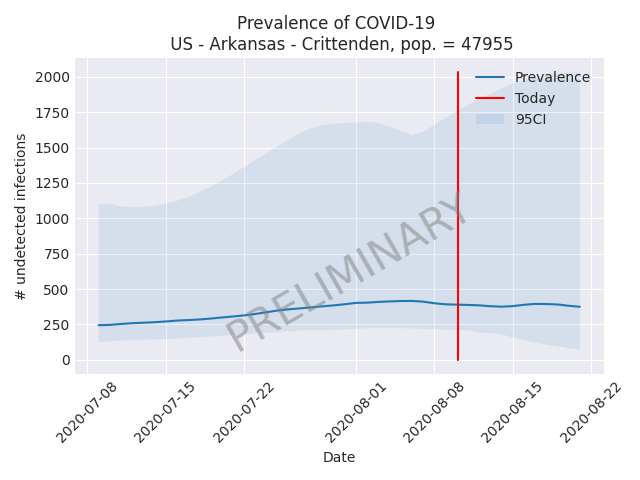 Prevalence of COVID-19
US - Arkansas - Crittenden, pop. = 47955
Prevalence
Today
95CI
2000
1750
1500
1250
1000
750
500
250
0
# undetected infections
PRELIMINARY
2020-07-08
2020-07-15
2020-07-22
2020-08-01
2020-08-08
2020-08-15
2020-08-22
Date